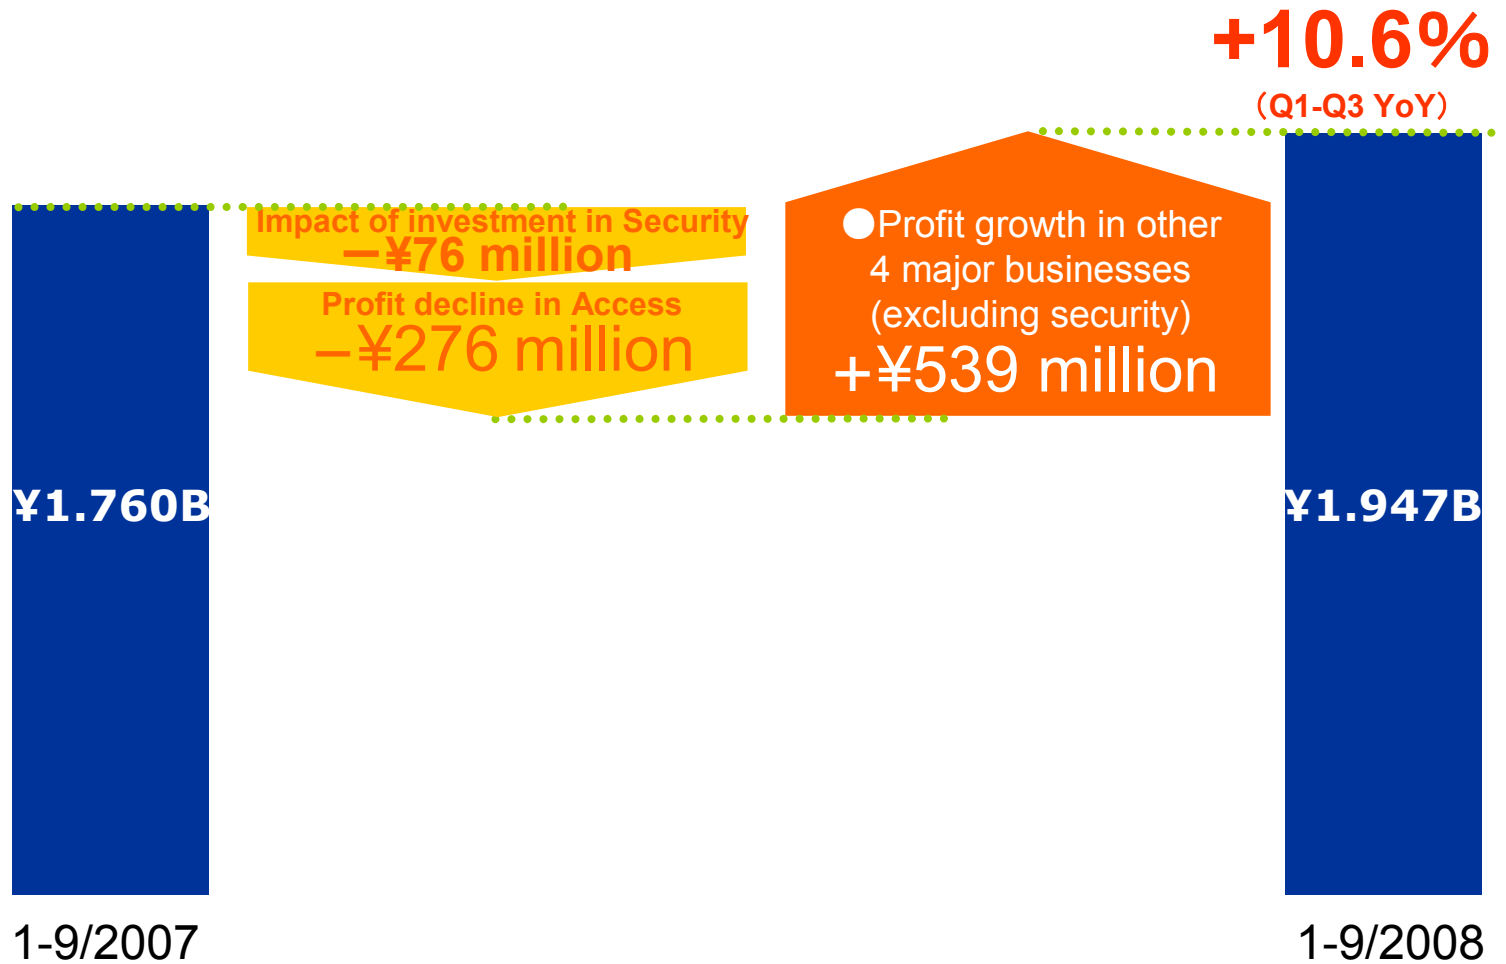 +10.6%
（Q1-Q3 YoY）
Impact of investment in Security
−¥76 million
Profit decline in Access
−¥276 million
●Profit growth in other
4 major businesses
(excluding security)
+¥539 million
¥1.760B
¥1.947B
1-9/2007
1-9/2008